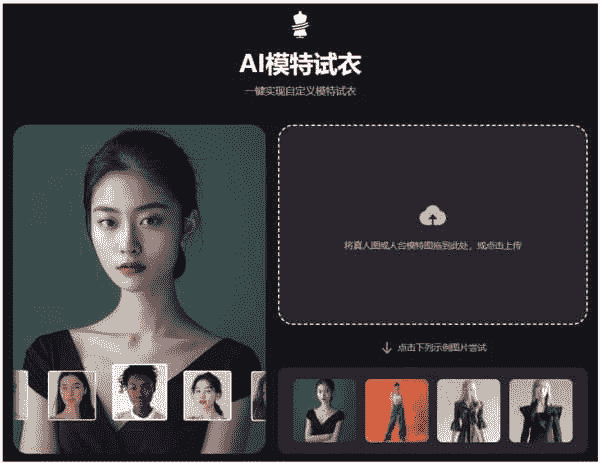 AI模特试衣
一键实现自定义模特试衣
将真人图或人台模特图拖到此处，或点击上传
点击下列示例图片尝试